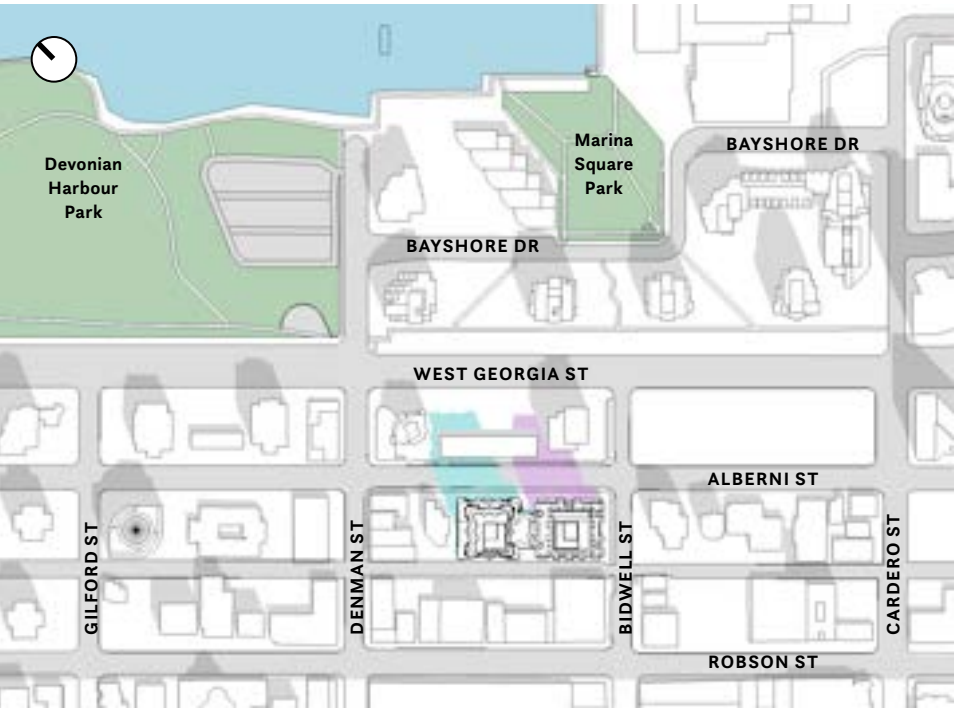 BAYSHORE DR
Marina
Square
Park
Devonian
Harbour
Park
BAYSHORE DR
WEST GEORGIA ST
ALBERNI ST
GILFORD ST
DENMAN ST
BIDWELL ST
CARDERO ST
ROBSON ST